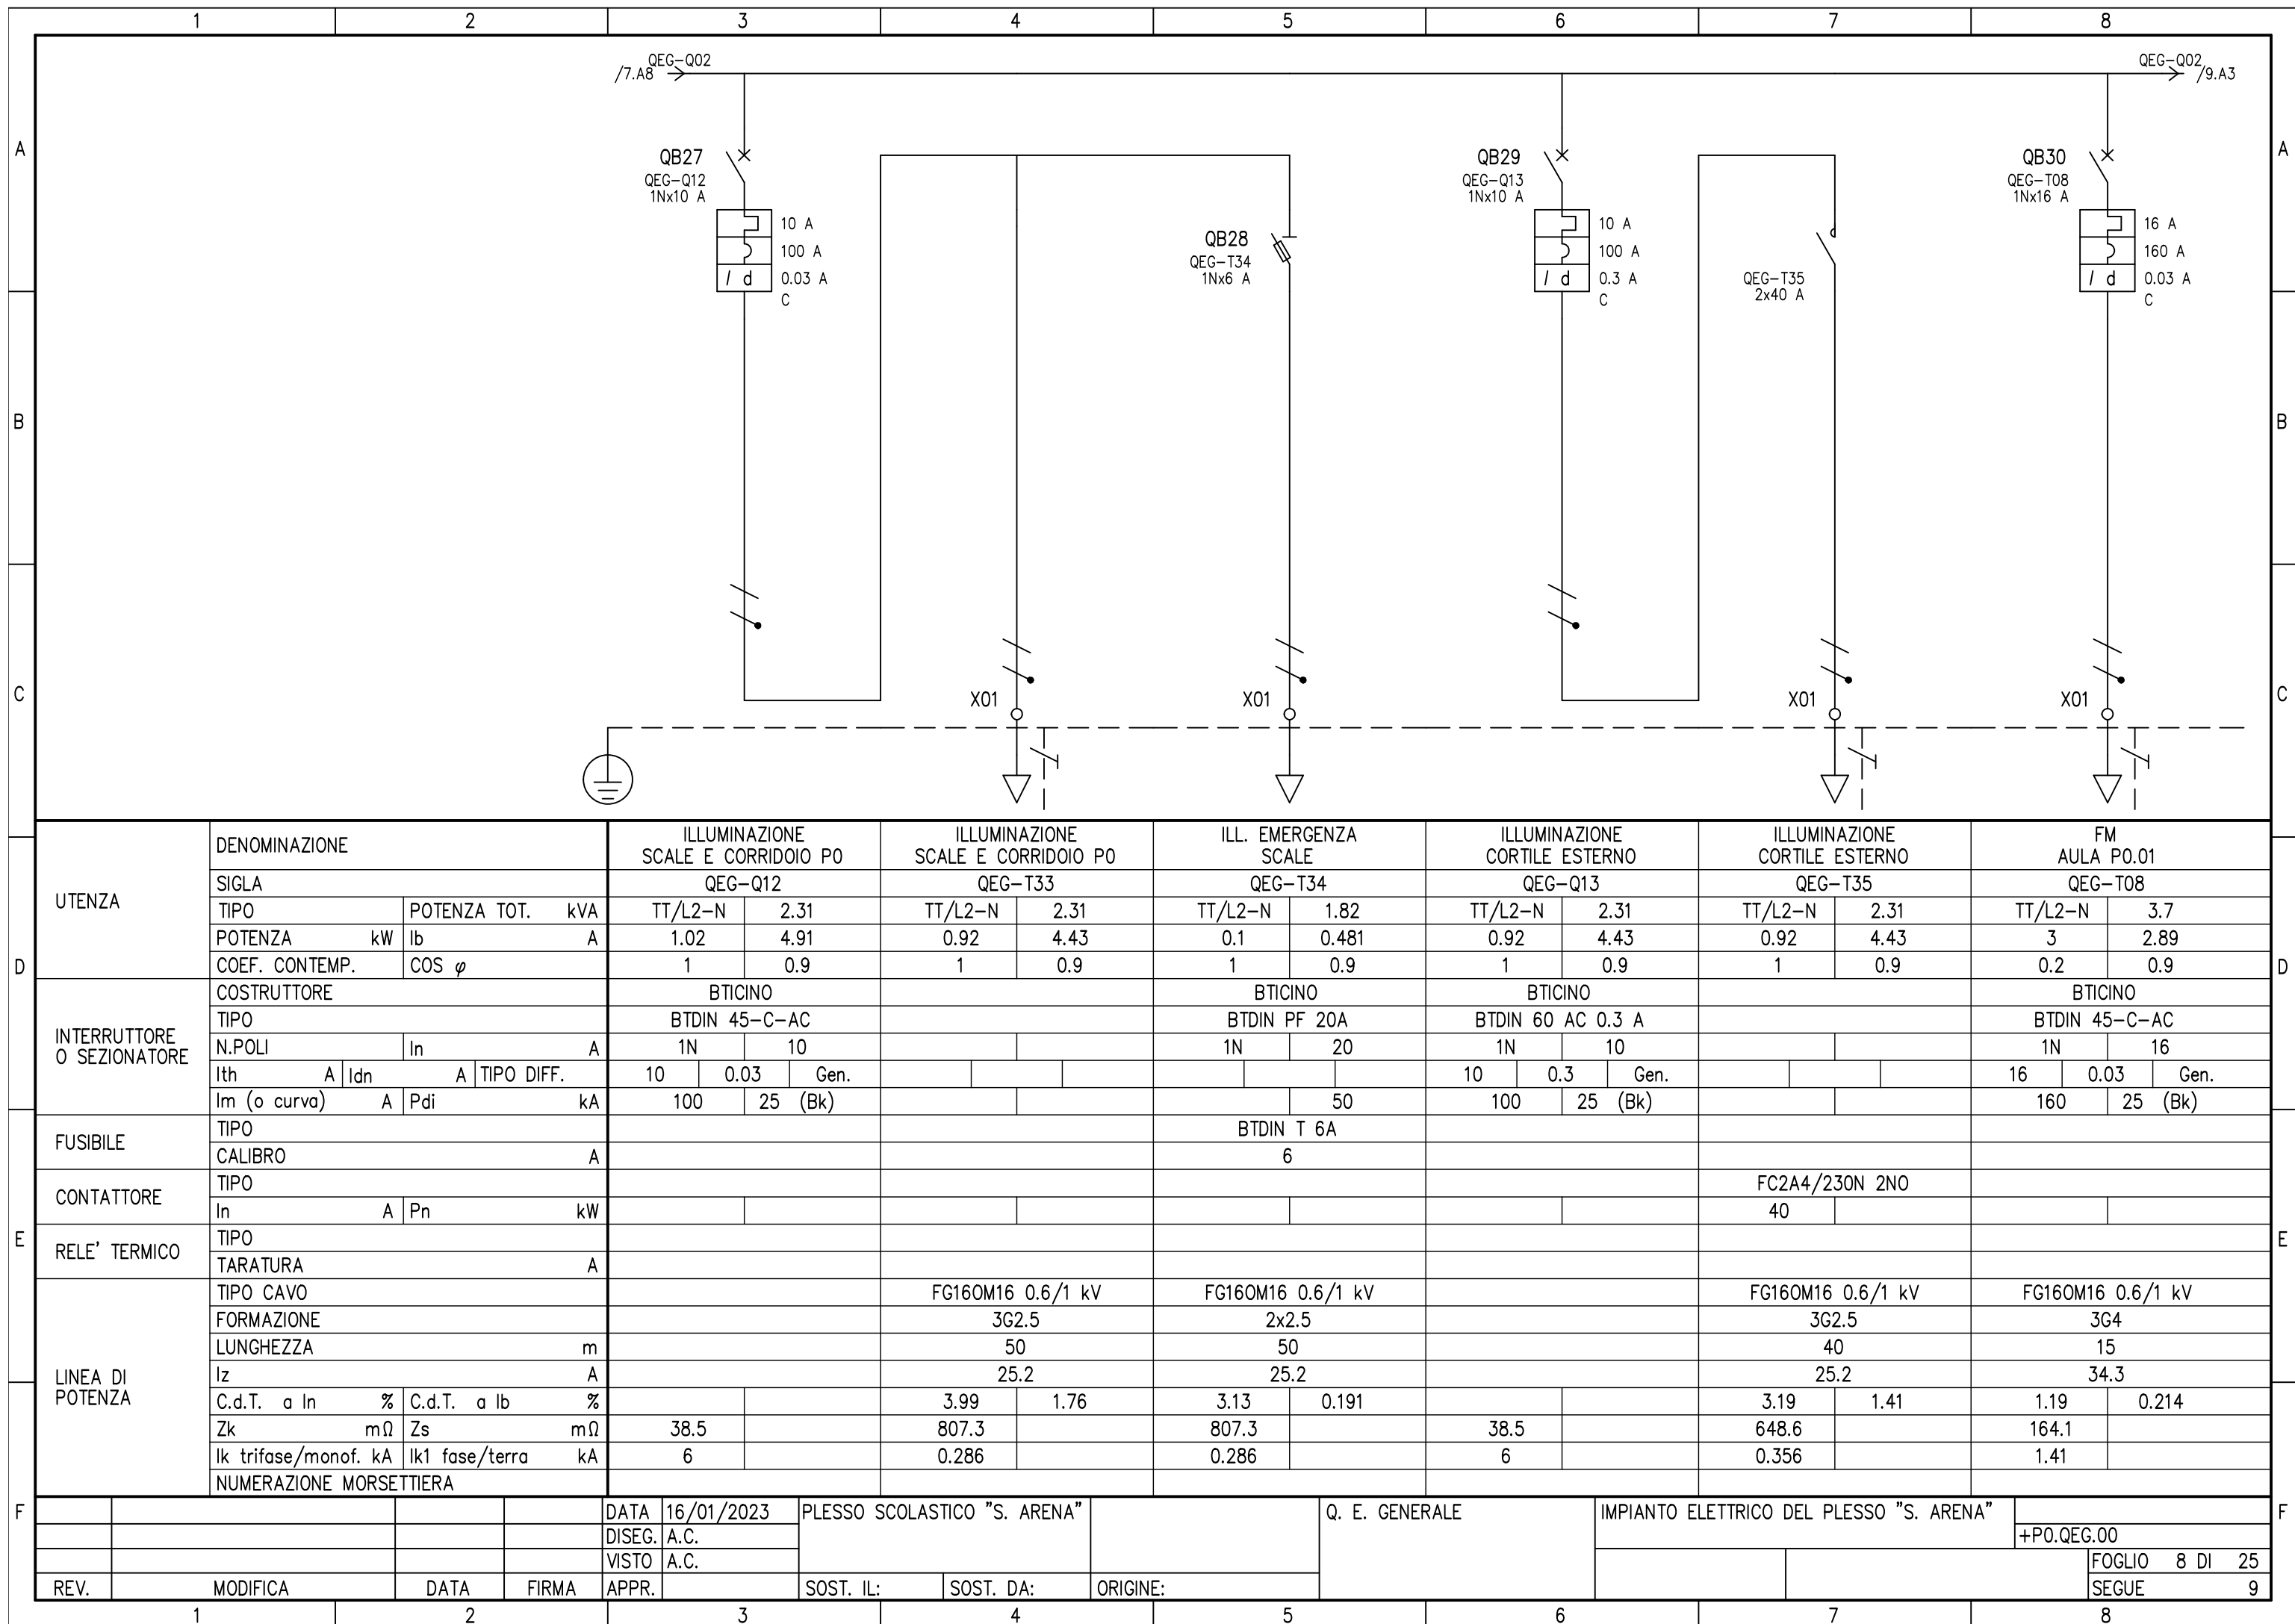 1 2 3 4 5 6 7 8
QEG-Q02
/7.A8
QEG-Q02
/9.A3
A A
QB27
QEG-Q12
1Nx10 A
10 A
100 A
I d 0.03 A
C
QB28
QEG-T34
1Nx6 A
QB29
QEG-Q13
1Nx10 A
10 A
100 A
I d 0.3 A
C
QEG-T35
2x40 A
QB30
QEG-T08
1Nx16 A
16 A
160 A
I d 0.03 A
C
B B
C C
X01 X01 X01 X01
UTENZA
DENOMINAZIONE
ILLUMINAZIONE
SCALE E CORRIDOIO P0
ILLUMINAZIONE
SCALE E CORRIDOIO P0
ILL. EMERGENZA
SCALE
ILLUMINAZIONE
CORTILE ESTERNO
ILLUMINAZIONE
CORTILE ESTERNO
FM
AULA P0.01
SIGLA QEG-Q12 QEG-T33 QEG-T34 QEG-Q13 QEG-T35 QEG-T08
TIPO POTENZA TOT. kVA TT/L2-N 2.31 TT/L2-N 2.31 TT/L2-N 1.82 TT/L2-N 2.31 TT/L2-N 2.31 TT/L2-N 3.7
POTENZA kW Ib A 1.02 4.91 0.92 4.43 0.1 0.481 0.92 4.43 0.92 4.43 3 2.89
D COEF. CONTEMP. COS φ 1 0.9 1 0.9 1 0.9 1 0.9 1 0.9 0.2 0.9 D
INTERRUTTORE
O SEZIONATORE
COSTRUTTORE BTICINO BTICINO BTICINO BTICINO
TIPO BTDIN 45-C-AC BTDIN PF 20A BTDIN 60 AC 0.3 A BTDIN 45-C-AC
N.POLI In A 1N 10 1N 20 1N 10 1N 16
Ith A Idn A TIPO DIFF. 10 0.03 Gen. 10 0.3 Gen. 16 0.03 Gen.
Im (o curva) A Pdi kA 100 25 (Bk) 50 100 25 (Bk) 160 25 (Bk)
FUSIBILE
TIPO BTDIN T 6A
CALIBRO A 6
CONTATTORE
TIPO FC2A4/230N 2NO
In A Pn kW 40
E E
RELE' TERMICO
TIPO
TARATURA A
LINEA DI
POTENZA
TIPO CAVO FG16OM16 0.6/1 kV FG16OM16 0.6/1 kV FG16OM16 0.6/1 kV FG16OM16 0.6/1 kV
FORMAZIONE 3G2.5 2x2.5 3G2.5 3G4
LUNGHEZZA m 50 50 40 15
Iz A 25.2 25.2 25.2 34.3
C.d.T. a In % C.d.T. a Ib % 3.99 1.76 3.13 0.191 3.19 1.41 1.19 0.214
Zk mΩ Zs mΩ 38.5 807.3 807.3 38.5 648.6 164.1
Ik trifase/monof. kA Ik1 fase/terra kA 6 0.286 0.286 6 0.356 1.41
NUMERAZIONE MORSETTIERA
F F
DATA 16/01/2023 PLESSO SCOLASTICO "S. ARENA" Q. E. GENERALE IMPIANTO ELETTRICO DEL PLESSO "S. ARENA"
DISEG. A.C. +P0.QEG.00
VISTO A.C. FOGLIO 8 DI 25
REV. MODIFICA DATA FIRMA APPR. SOST. IL: SOST. DA: ORIGINE: SEGUE 9
1 2 3 4 5 6 7 8